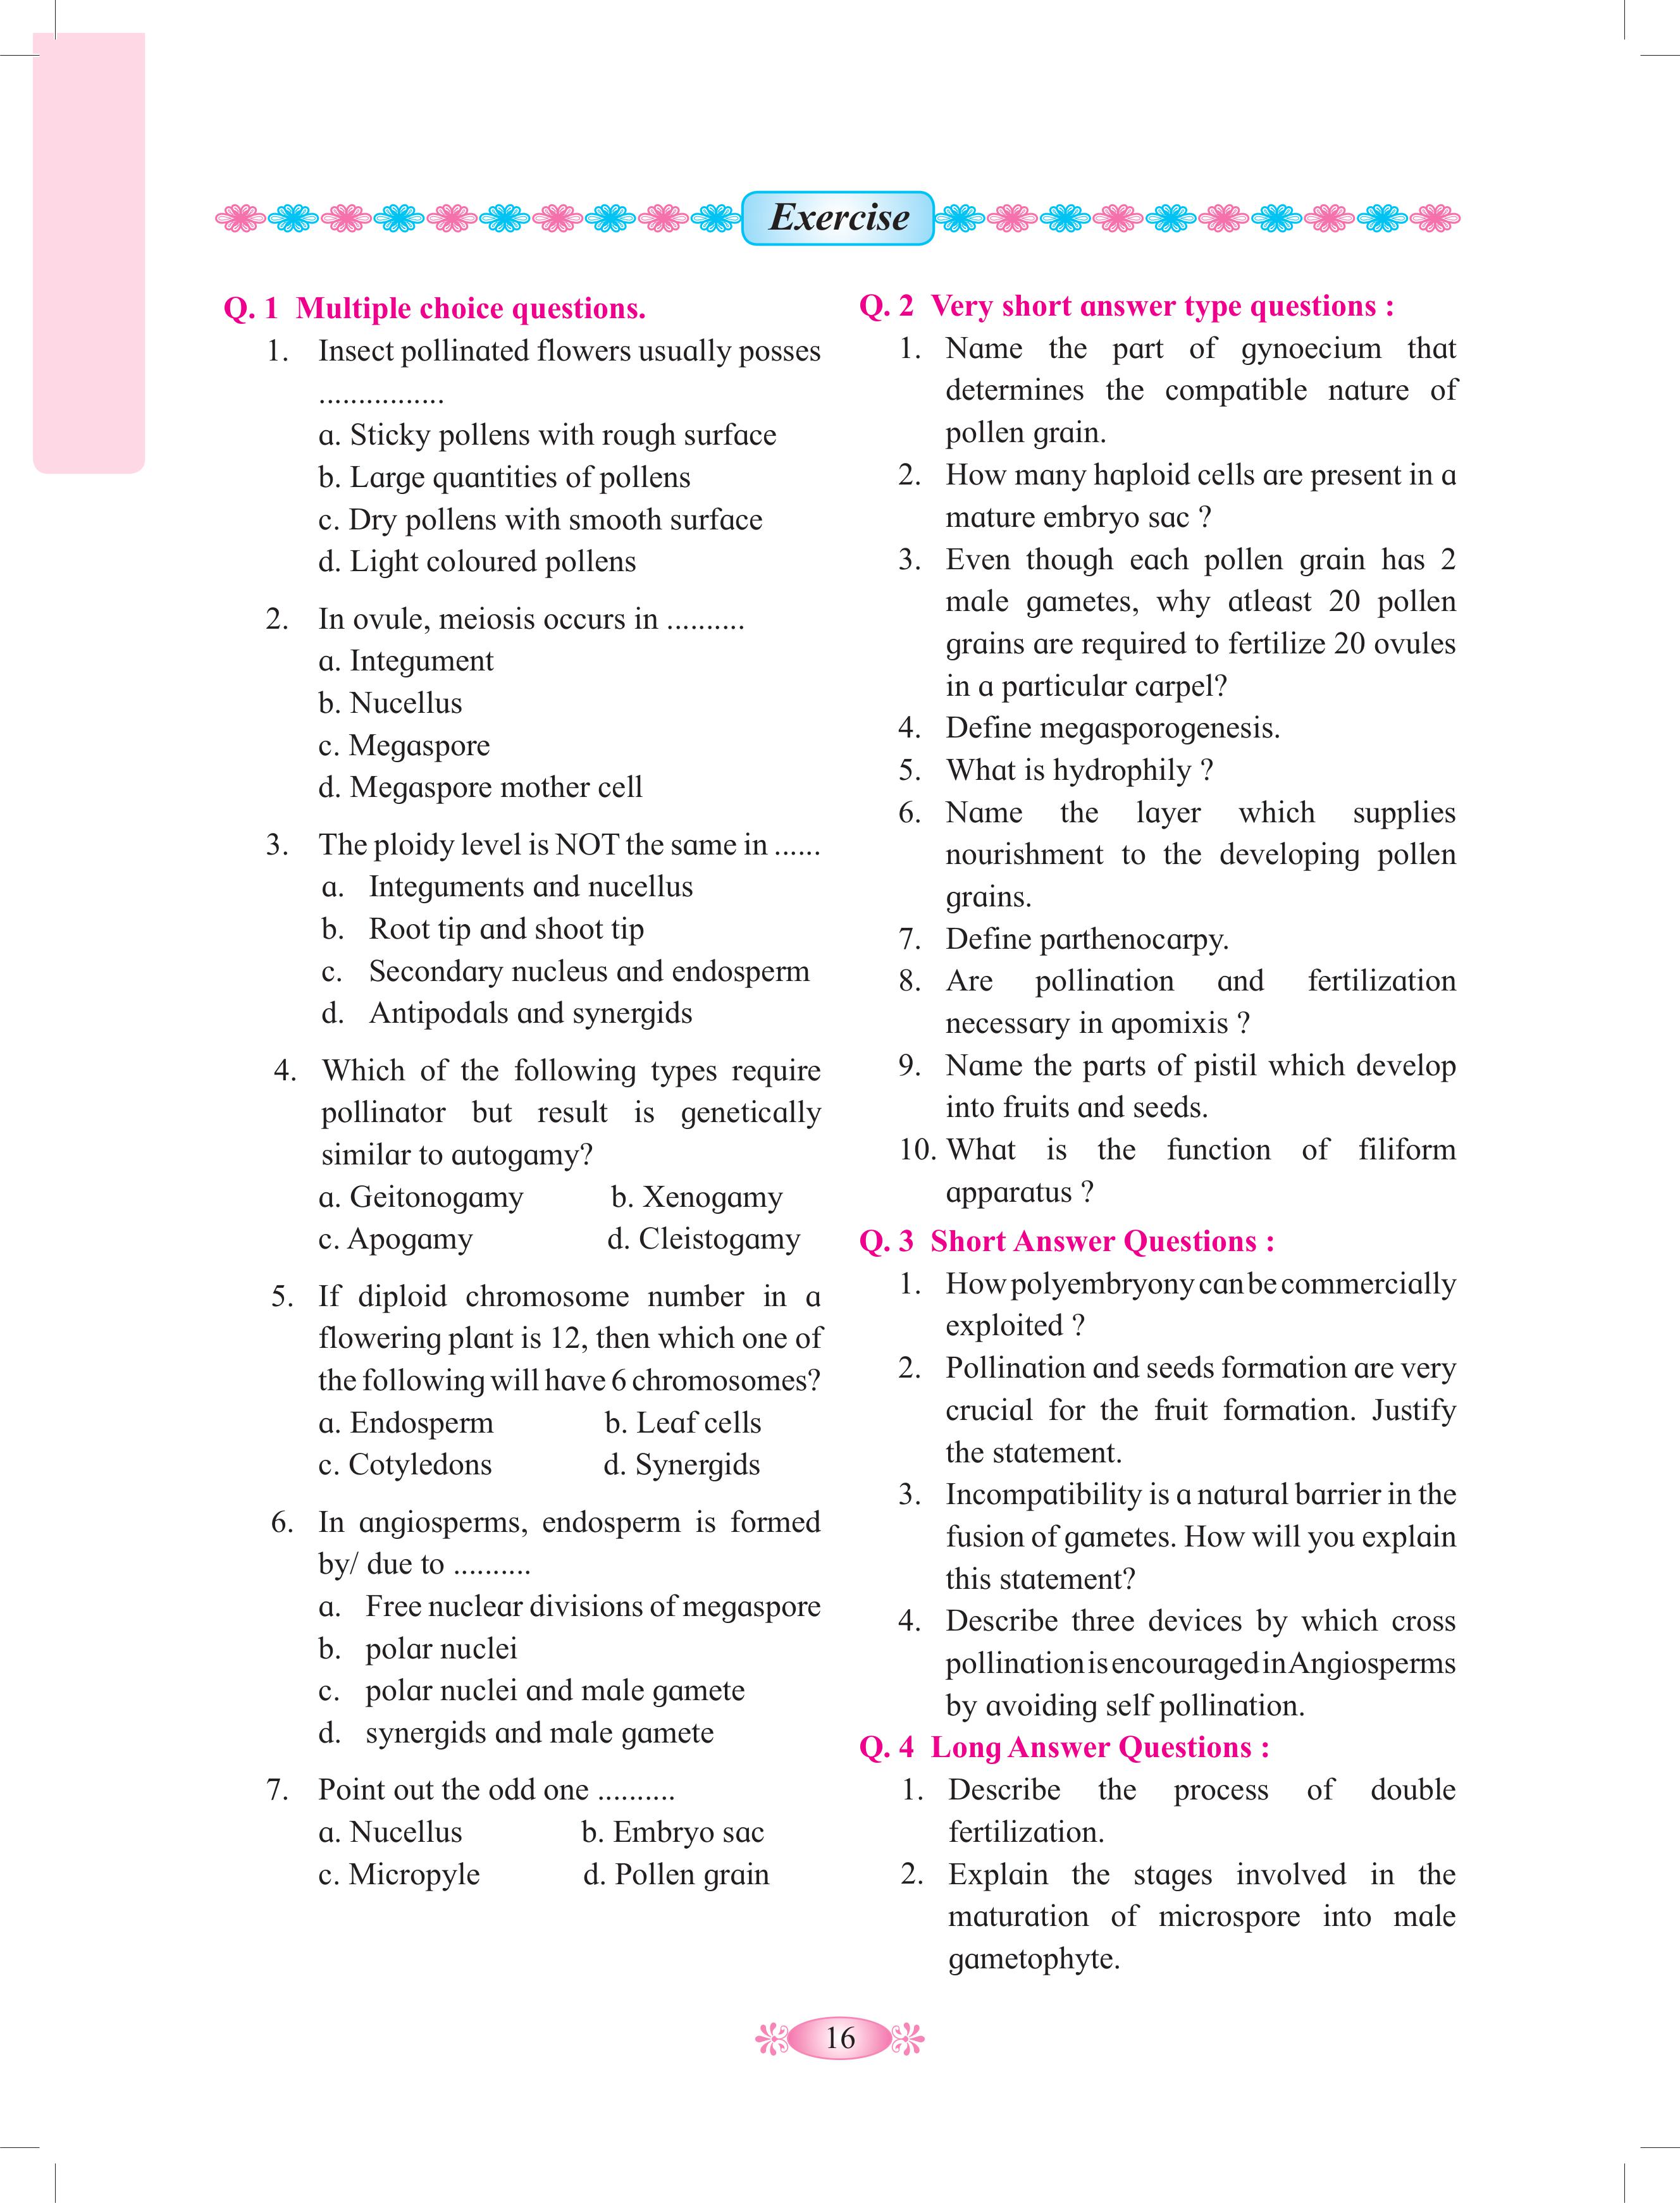 Exercise
Q. 1 Multiple choice questions.
1. Insect pollinated flowers usually posses
................
a. Sticky pollens with rough surface
b. Large quantities of pollens
c. Dry pollens with smooth surface
d. Light coloured pollens
2. In ovule, meiosis occurs in ..........
a. Integument
b. Nucellus
c. Megaspore
d. Megaspore mother cell
3. The ploidy level is NOT the same in ......
a. Integuments and nucellus
b. Root tip and shoot tip
c. Secondary nucleus and endosperm
d. Antipodals and synergids
4. Which of the following types require
pollinator but result is genetically
similar to autogamy?
a. Geitonogamy b. Xenogamy
c. Apogamy d. Cleistogamy
5. If diploid chromosome number in a
flowering plant is 12, then which one of
the following will have 6 chromosomes?
a. Endosperm b. Leaf cells
c. Cotyledons d. Synergids
6. In angiosperms, endosperm is formed
by/ due to ..........
a. Free nuclear divisions of megaspore
b. polar nuclei
c. polar nuclei and male gamete
d. synergids and male gamete
7. Point out the odd one ..........
a. Nucellus b. Embryo sac
c. Micropyle d. Pollen grain
Q. 2 Very short answer type questions :
1. Name the part of gynoecium that
determines the compatible nature of
pollen grain.
2. How many haploid cells are present in a
mature embryo sac ?
3. Even though each pollen grain has 2
male gametes, why atleast 20 pollen
grains are required to fertilize 20 ovules
in a particular carpel?
4. Define megasporogenesis.
5. What is hydrophily ?
6. Name the layer which supplies
nourishment to the developing pollen
grains.
7. Define parthenocarpy.
8. Are pollination and fertilization
necessary in apomixis ?
9. Name the parts of pistil which develop
into fruits and seeds.
10. What is the function of filiform
apparatus ?
Q. 3 Short Answer Questions :
1. How polyembryony can be commercially
exploited ?
2. Pollination and seeds formation are very
crucial for the fruit formation. Justify
the statement.
3. Incompatibility is a natural barrier in the
fusion of gametes. How will you explain
this statement?
4. Describe three devices by which cross
pollination is encouraged in Angiosperms
by avoiding self pollination.
Q. 4 Long Answer Questions :
1. Describe the process of double
fertilization.
2. Explain the stages involved in the
maturation of microspore into male
gametophyte.
16